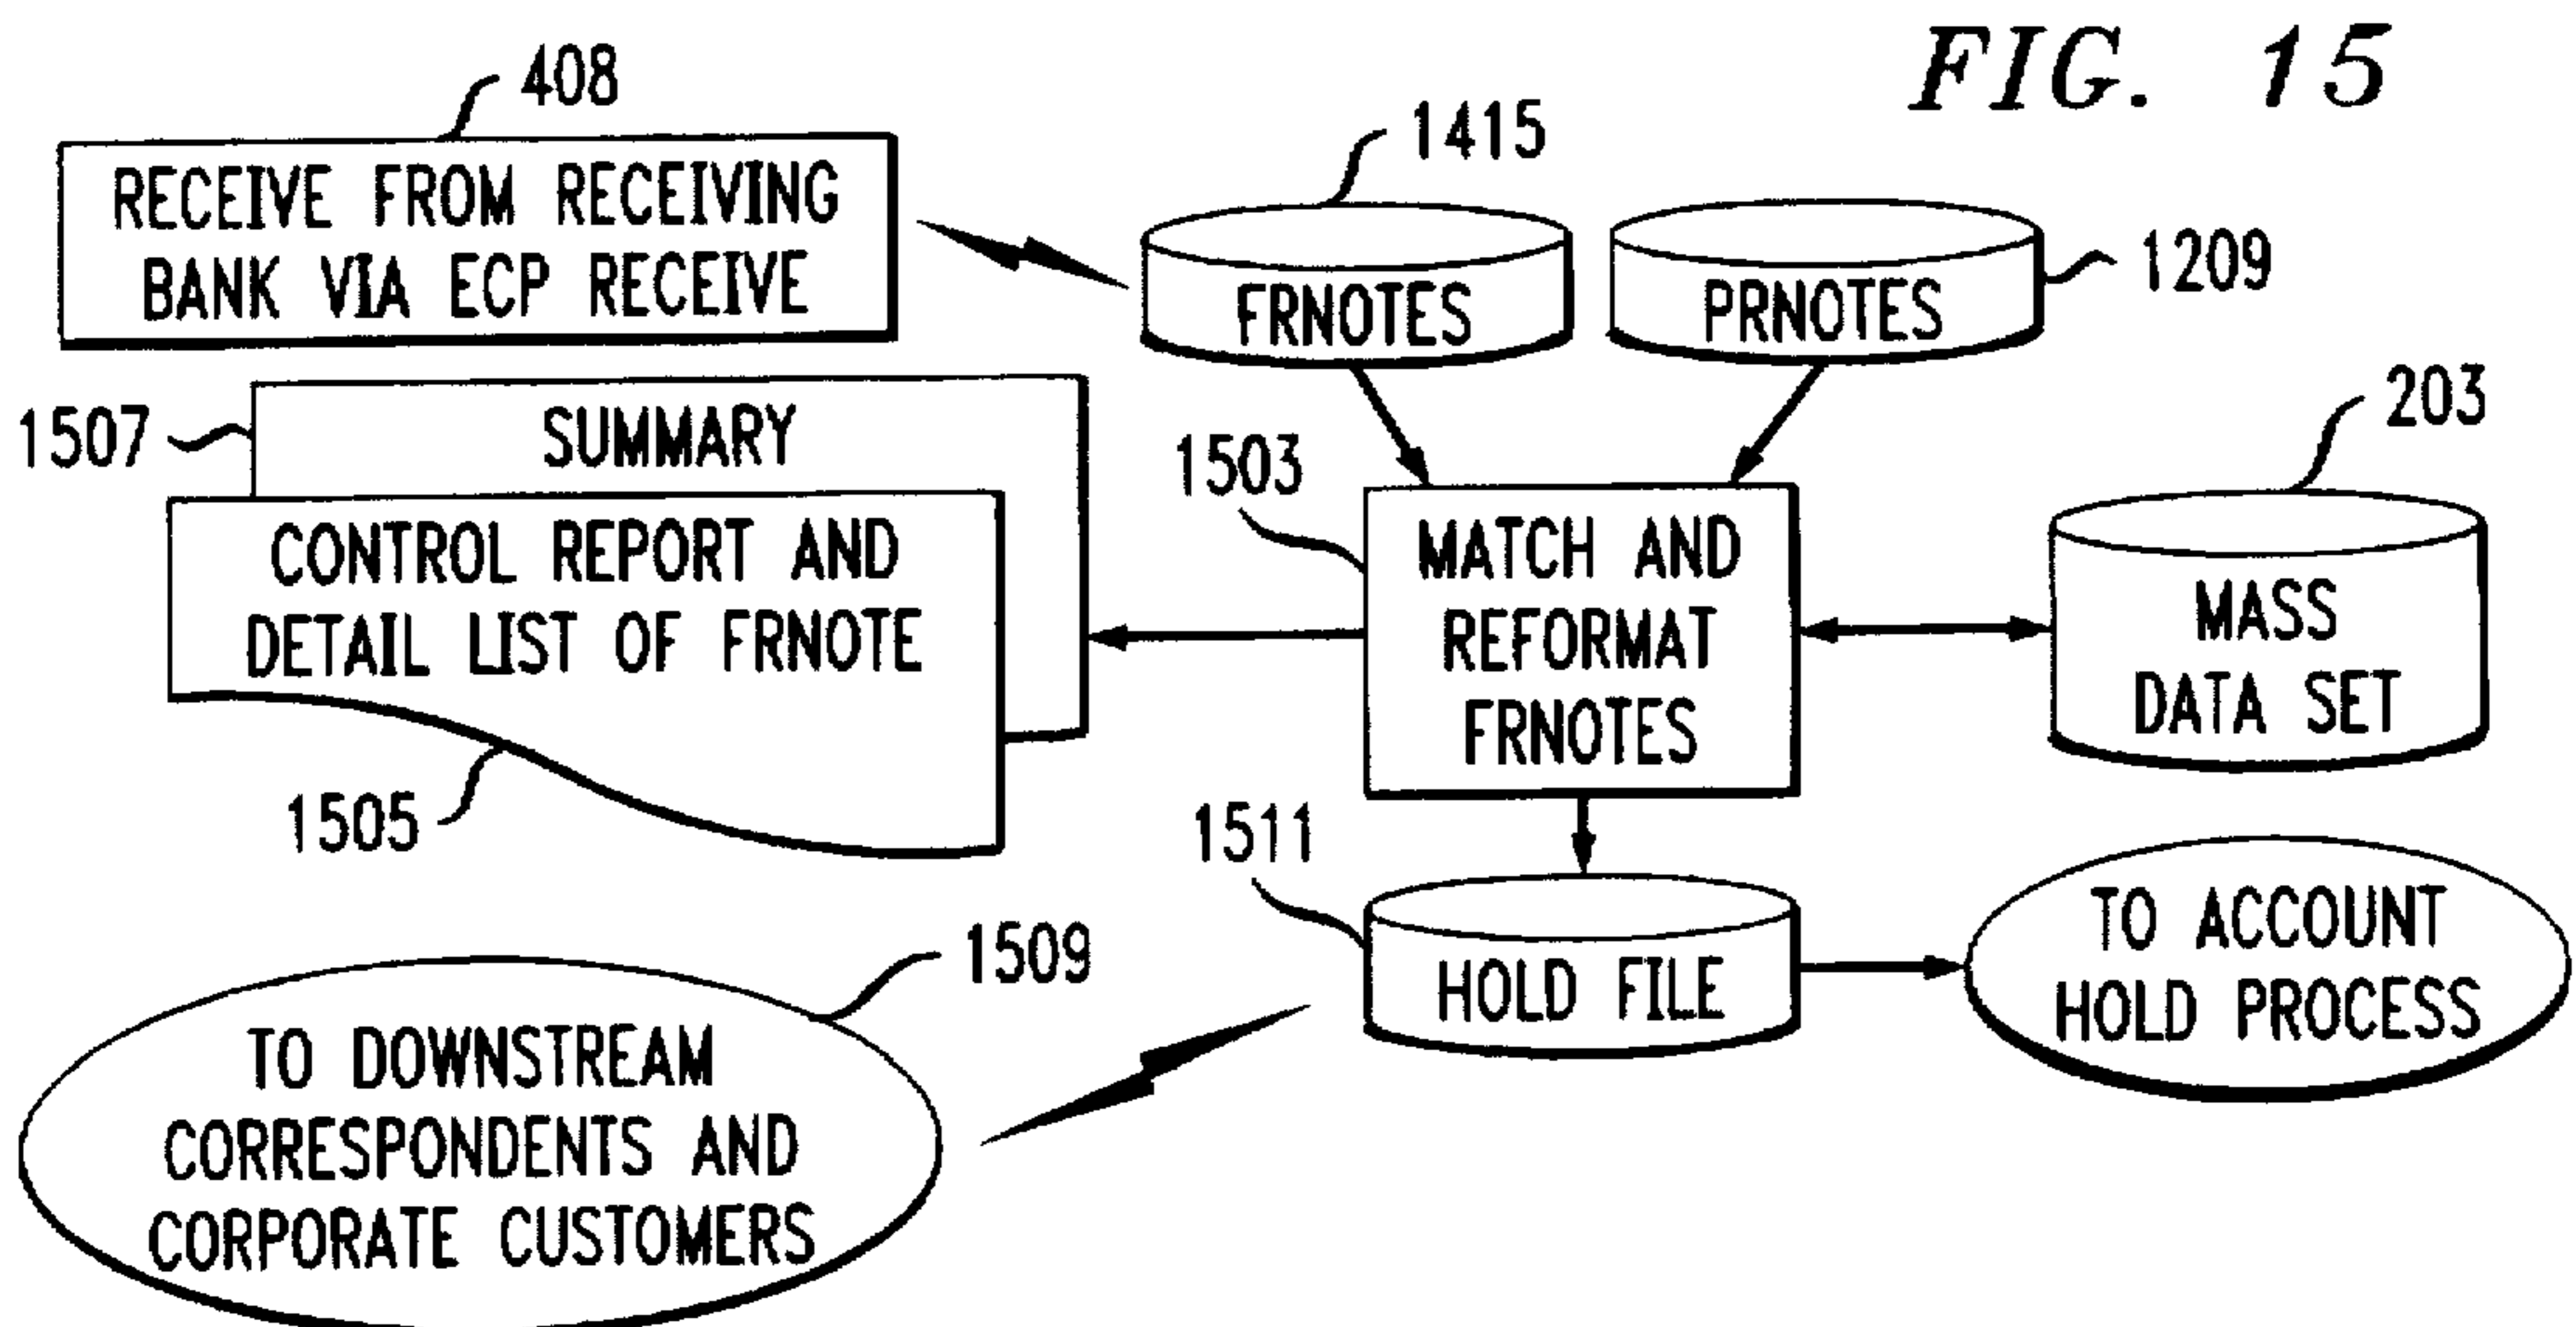 FIG. 15
408
RECEIVE FROM RECEIVING
BANK VIA ECP RECEIVE
1415
FRNOTES
PRNOTES
1209
1507
SUMMARY
CONTROL REPORT AND
DETAIL LIST OF FRNOTE
1505
1503
MATCH AND
REFORMAT
FRNOTES
203
MASS
DATA SET
1511
HOLD FILE
TO ACCOUNT
HOLD PROCESS
1509
TO DOWNSTREAM
CORRESPONDENTS AND
CORPORATE CUSTOMERS